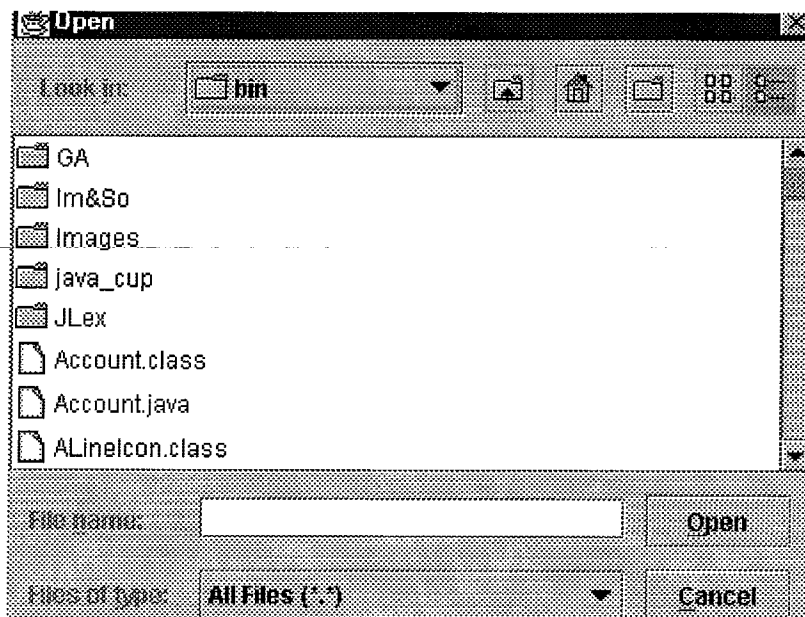 Open
Look in: bin
GA
Im&So
Images
java_cup
JLex
Account.class
Account.java
ALineIcon.class
File name: Open
Files of type: All Files (*.*) Cancel